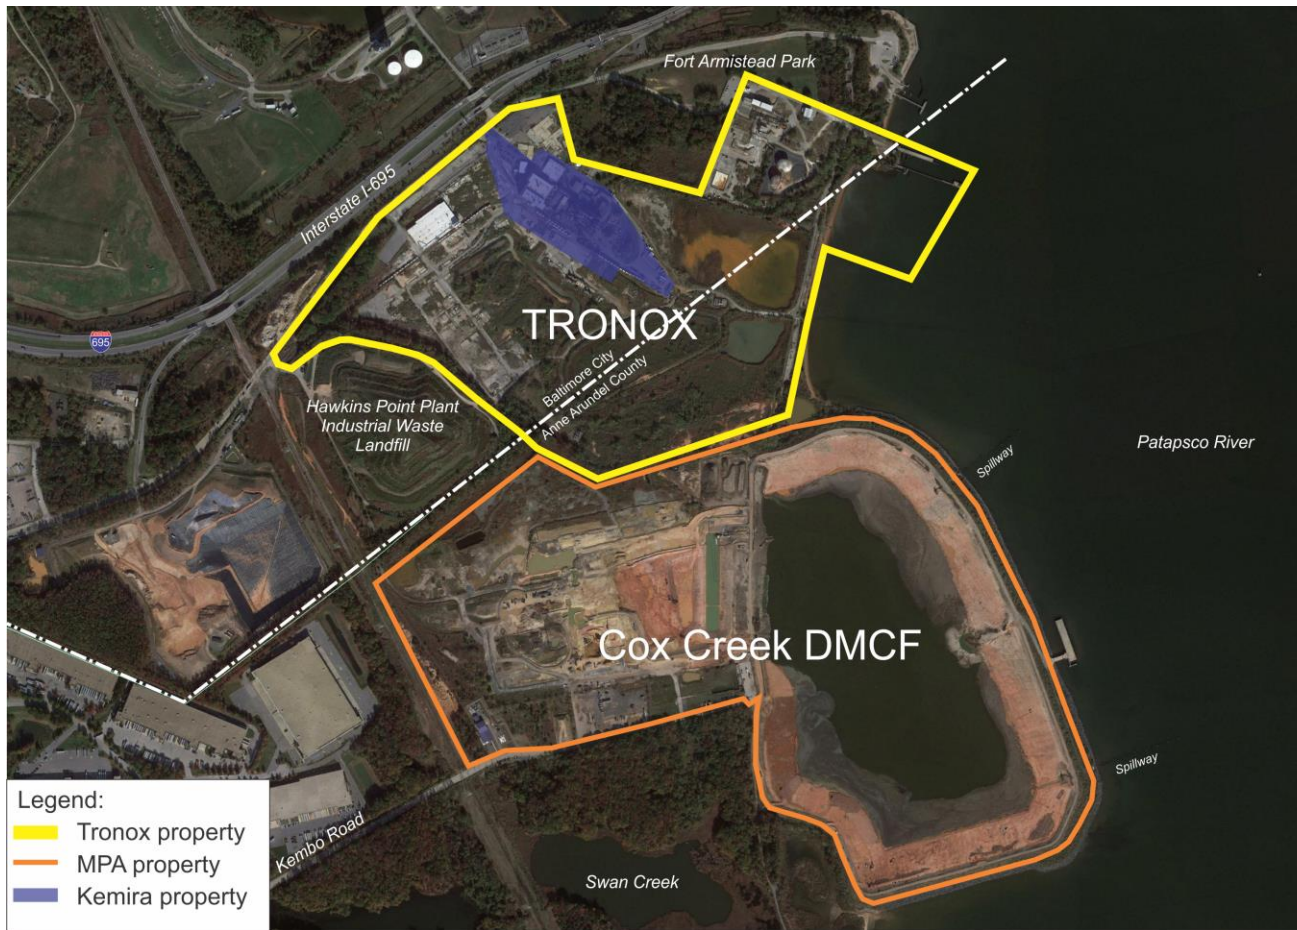 Fort Armistead Park
Interstate I-695
695
TRONOX
Baltimore City
Anne Arundel County
Hawkins Point Plant
Industrial Waste
Landfill
Patapsco River
Spillway
Cox Creek DMCF
Spillway
Kembo Road
Swan Creek
Legend:
Tronox property
MPA property
Kemira property